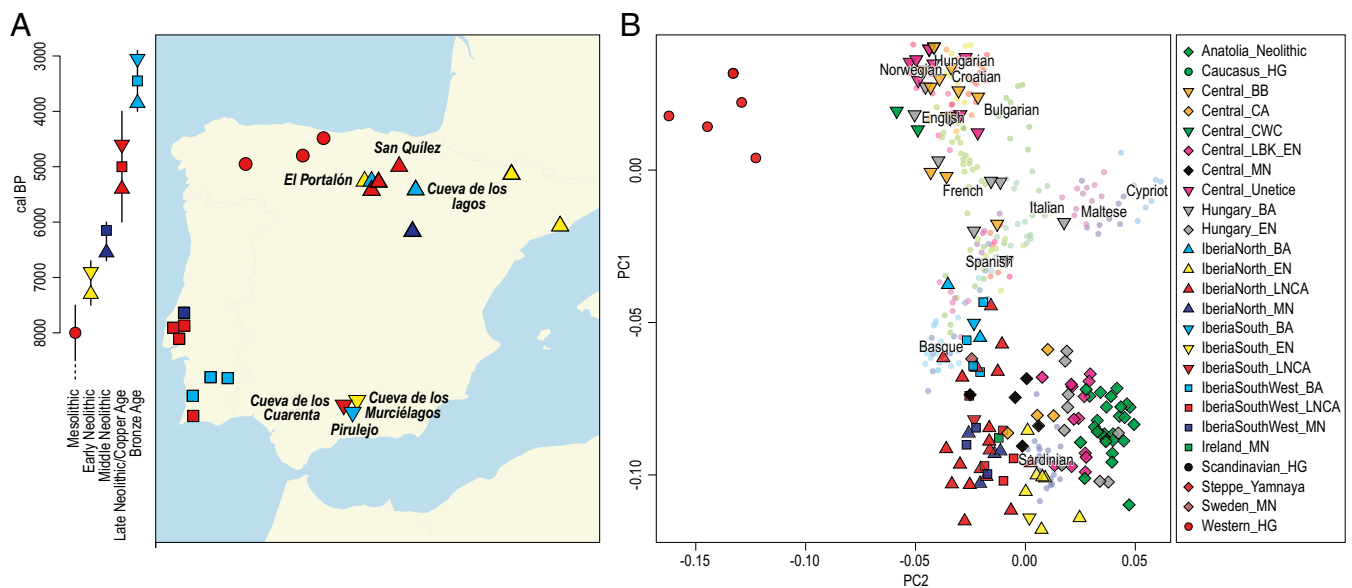 A
cal BP
3000
4000
5000
6000
7000
8000
Mesolithic
Early Neolithic
Middle Neolithic
Late Neolithic/Copper Age
Bronze Age
San Quílez
El Portalón
Cueva de los
lagos
Cueva de los
Cuarenta
Cueva de los
Murciélagos
Pirulejo
B
PC1
0.00
-0.05
-0.10
-0.15
-0.10
-0.05
0.00
0.05
PC2
Hungarian
Norwegian
Croatian
Bulgarian
English
French
Italian
Maltese
Cypriot
Spanish
Basque
Sardinian
Anatolia_Neolithic
Caucasus_HG
Central_BB
Central_CA
Central_CWC
Central_LBK_EN
Central_MN
Central_Unetice
Hungary_BA
Hungary_EN
IberiaNorth_BA
IberiaNorth_EN
IberiaNorth_LNCA
IberiaNorth_MN
IberiaSouth_BA
IberiaSouth_EN
IberiaSouth_LNCA
IberiaSouthWest_BA
IberiaSouthWest_LNCA
IberiaSouthWest_MN
Ireland_MN
Scandinavian_HG
Steppe_Yamnaya
Sweden_MN
Western_HG